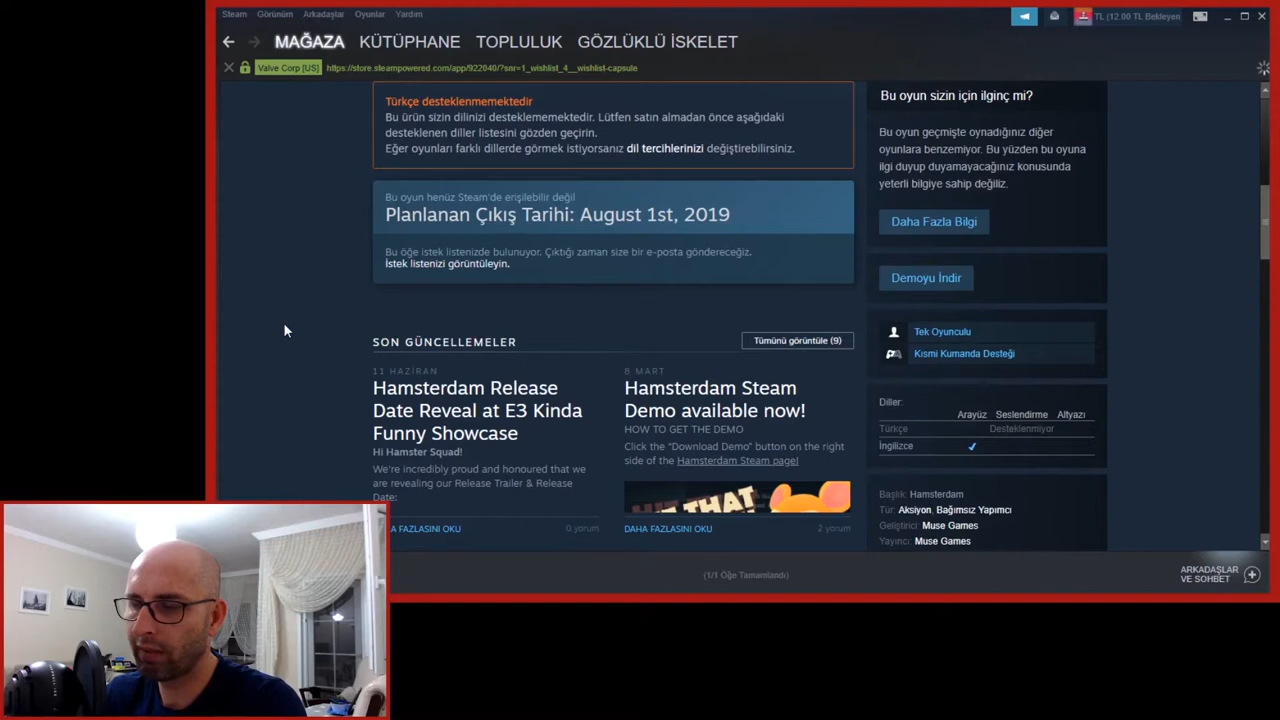 Steam Görünüm Arkadaşlar Oyunlar Yardım
TL (12.00 TL Bekleyen
MAĞAZA KÜTÜPHANE TOPLULUK GÖZLÜKLÜ İSKELET
Valve Corp [US] https://store.steampowered.com/app/922040/?snr=1_wishlist_4__wishlist-capsule
Türkçe desteklenmemektedir
Bu ürün sizin dilinizi desteklememektedir. Lütfen satın almadan önce aşağıdaki
desteklenen diller listesini gözden geçirin.
Eğer oyunları farklı dillerde görmek istiyorsanız dil tercihlerinizi değiştirebilirsiniz.
Bu oyun henüz Steam'de erişilebilir değil
Planlanan Çıkış Tarihi: August 1st, 2019
Bu öğe istek listenizde bulunuyor. Çıktığı zaman size bir e-posta göndereceğiz.
İstek listenizi görüntüleyin.
SON GÜNCELLEMELER
Tümünü görüntüle (9)
11 HAZİRAN
Hamsterdam Release
Date Reveal at E3 Kinda
Funny Showcase
Hi Hamster Squad!
We're incredibly proud and honoured that we
are revealing our Release Trailer & Release
Date:
A FAZLASINI OKU
0 yorum
8 MART
Hamsterdam Steam
Demo available now!
HOW TO GET THE DEMO
Click the “Download Demo” button on the right
side of the Hamsterdam Steam page!
HIT THAT
DAHA FAZLASINI OKU
2 yorum
Bu oyun sizin için ilginç mi?
Bu oyun geçmişte oynadığınız diğer
oyunlara benzemiyor. Bu yüzden bu oyuna
ilgi duyup duyamayacağınız konusunda
yeterli bilgiye sahip değiliz.
Daha Fazla Bilgi
Demoyu İndir
Tek Oyunculu
Kısmi Kumanda Desteği
Diller:
Arayüz Seslendirme Altyazı
Türkçe Desteklenmiyor
İngilizce ✔
Başlık: Hamsterdam
Tür: Aksiyon, Bağımsız Yapımcı
Geliştirici: Muse Games
Yayıncı: Muse Games
(1/1 Öğe Tamamlandı)
ARKADAŞLAR
VE SOHBET